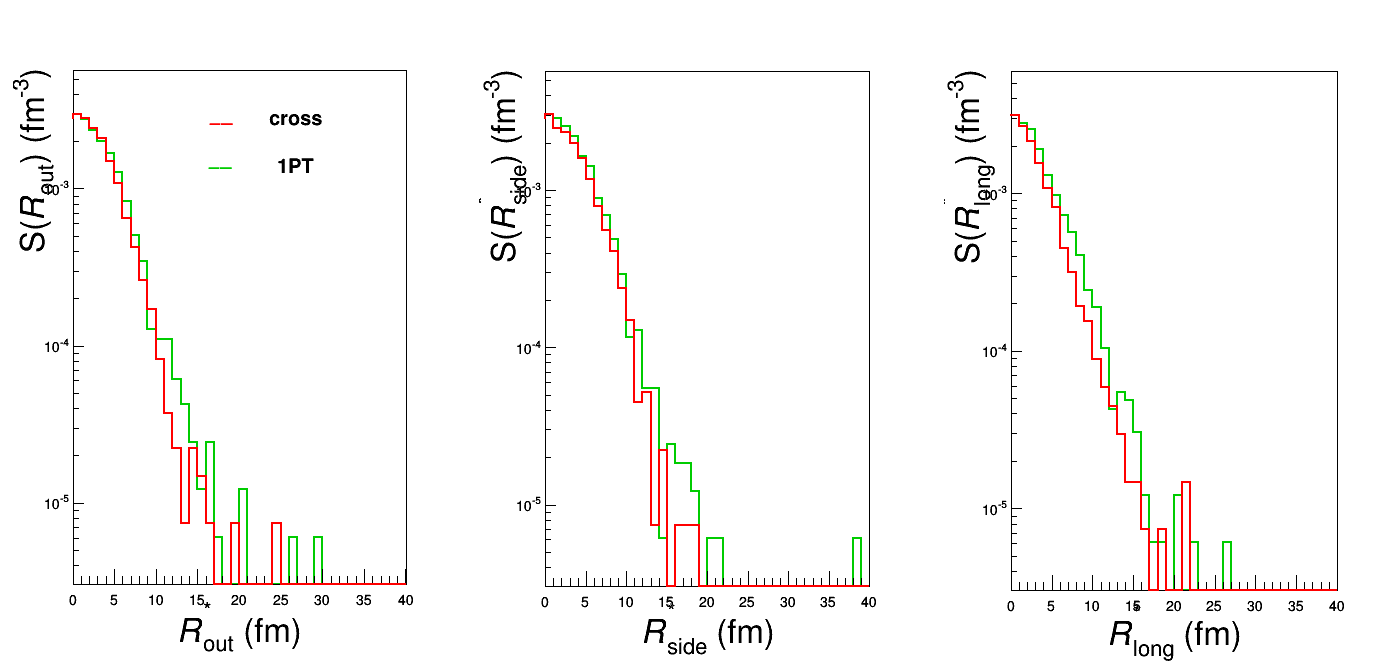 S(R_out) (fm^-3)
cross
1PT
10^-3
10^-4
10^-5
0 5 10 15 20 25 30 35 40
*
R_out (fm)
S(R_side) (fm^-3)
10^-3
10^-4
10^-5
0 5 10 15 20 25 30 35 40
*
R_side (fm)
S(R_long) (fm^-3)
10^-3
10^-4
10^-5
0 5 10 15 20 25 30 35 40
R_long (fm)